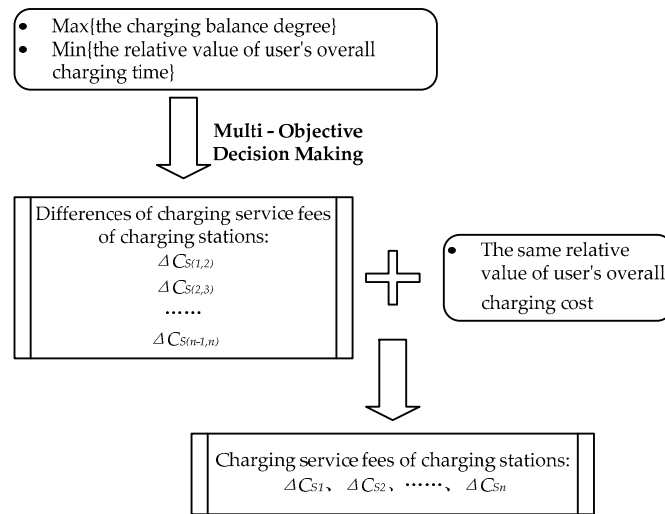 • Max{the charging balance degree}
• Min{the relative value of user's overall
charging time}
Multi - Objective
Decision Making
Differences of charging service fees
of charging stations:
ΔCS(1,2)
ΔCS(2,3)
……
ΔCS(n-1,n)
• The same relative
value of user's overall
charging cost
Charging service fees of charging stations:
ΔCS1、ΔCS2、……、ΔCSn